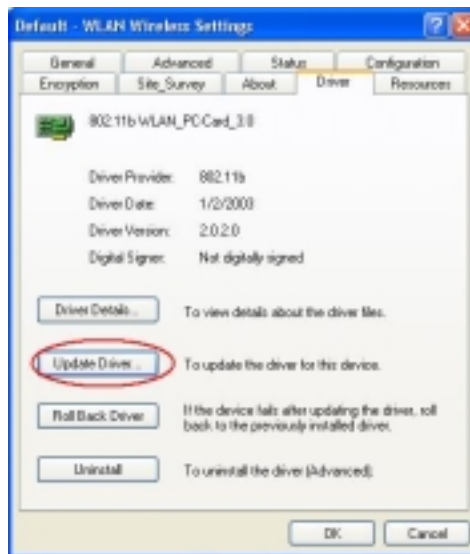 Default - WLAN Wireless Settings
General Advanced Status Configuration
Encryption Site_Survey About Driver Resources
802.11b WLAN_PC-Card_3.0
Driver Provider: 802.11b
Driver Date: 1/2/2003
Driver Version: 2.0.2.0
Digital Signer: Not digitally signed
Driver Details... To view details about the driver files.
Update Driver... To update the driver for this device.
Roll Back Driver If the device fails after updating the driver, roll
back to the previously installed driver.
Uninstall To uninstall the driver (Advanced).
OK Cancel